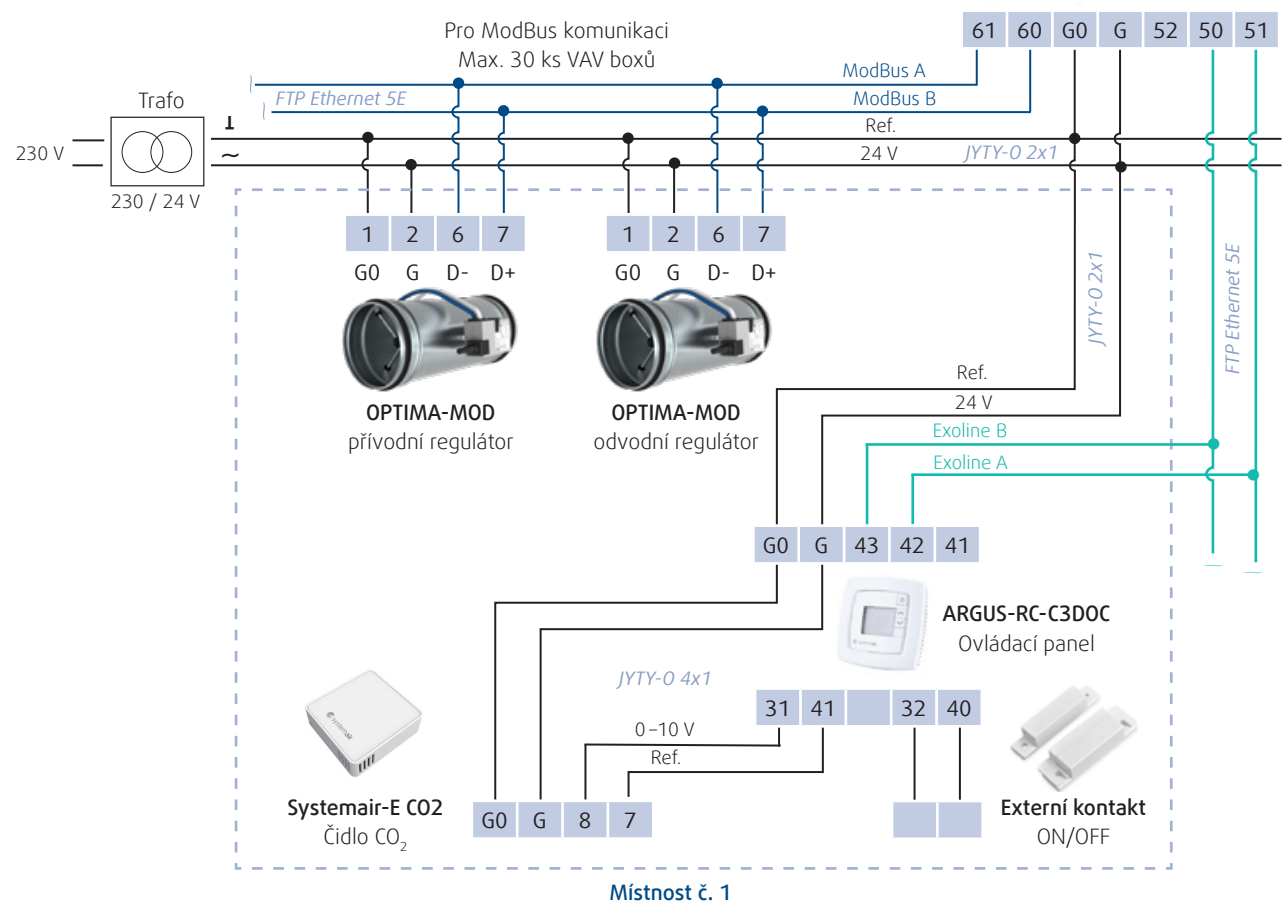 Pro ModBus komunikaci
Max. 30 ks VAV boxů
61 60 G0 G 52 50 51
ModBus A
FTP Ethernet 5E
ModBus B
Trafo
Ref.
230 V
24 V
JYTY-O 2x1
230 / 24 V
1 2 6 7
G0 G D- D+
1 2 6 7
G0 G D- D+
JYTY-O 2x1
FTP Ethernet 5E
OPTIMA-MOD
přívodní regulátor
OPTIMA-MOD
odvodní regulátor
Ref.
24 V
Exoline B
Exoline A
G0 G 43 42 41
ARGUS-RC-C3DOC
Ovládací panel
JYTY-O 4x1
31 41 32 40
0–10 V
Ref.
systemair
Systemair-E CO2
Čidlo CO2
G0 G 8 7
Externí kontakt
ON/OFF
Místnost č. 1